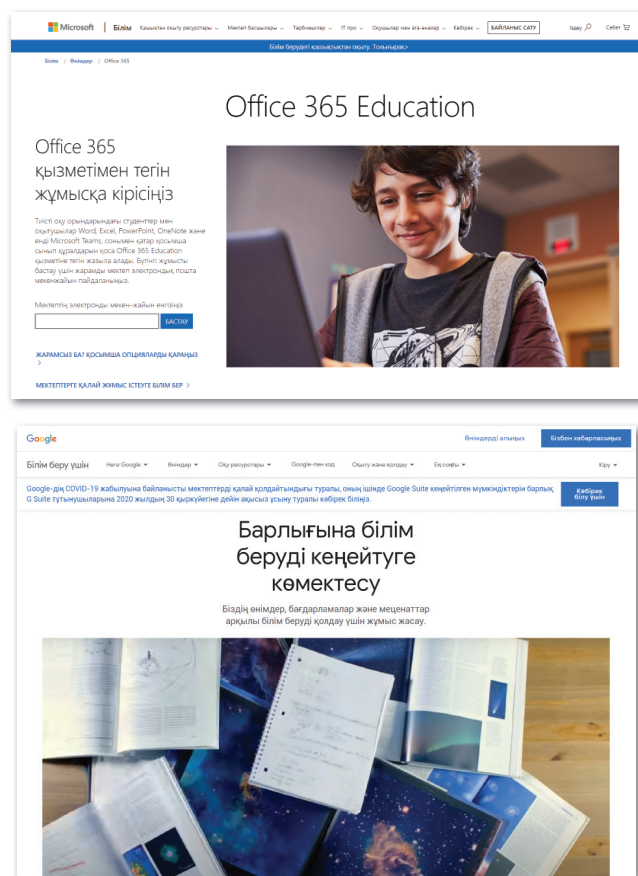 Microsoft | Білім Қашықтан оқыту ресурстары Мектеп басшылары Тәрбиешілер IT про Оқушылар мен ата-аналар Көбірек БАЙЛАНЫС САТУ Іздеу Себет
Білім берудегі қашықтықтан оқыту. Толығырақ>
Білім / Өнімдер / Office 365
Office 365 Education
Office 365
қызметімен тегін
жұмысқа кірісіңіз
Тиісті оқу орындарындағы студенттер мен
оқытушылар Word, Excel, PowerPoint, OneNote және
енді Microsoft Teams, сонымен қатар қосымша
сынып құралдарын қоса Office 365 Education
қызметіне тегін жазыла алады. Бүгінгі жұмысты
бастау үшін жарамды мектеп электрондық пошта
мекенжайын пайдаланыңыз.
Мектептің электронды мекен-жайын енгізіңіз
БАСТАУ
ЖАРАМСЫЗ БА? ҚОСЫМША ОПЦИЯЛАРДЫ ҚАРАҢЫЗ
>
МЕКТЕПТЕРГЕ ҚАЛАЙ ЖҰМЫС ІСТЕУГЕ БІЛІМ БЕР >
Google Өнімдерді алыңыз Бізбен хабарласыңыз
Білім беру үшін Неге Google Өнімдер Оқу ресурстары Google-пен код Оқыту және қолдау Ең соңғы Кіру
Google-дің COVID-19 жабылуына байланысты мектептерді қалай қолдайтындығы туралы, оның ішінде Google Suite кеңейтілген мүмкіндіктерін барлық
G Suite тұтынушыларына 2020 жылдың 30 қыркүйегіне дейін ақысыз ұсыну туралы көбірек біліңіз.
Көбірек
білу үшін
Барлығына білім
беруді кеңейтуге
көмектесу
Біздің өнімдер, бағдарламалар және меценаттар
арқылы білім беруді қолдау үшін жұмыс жасау.